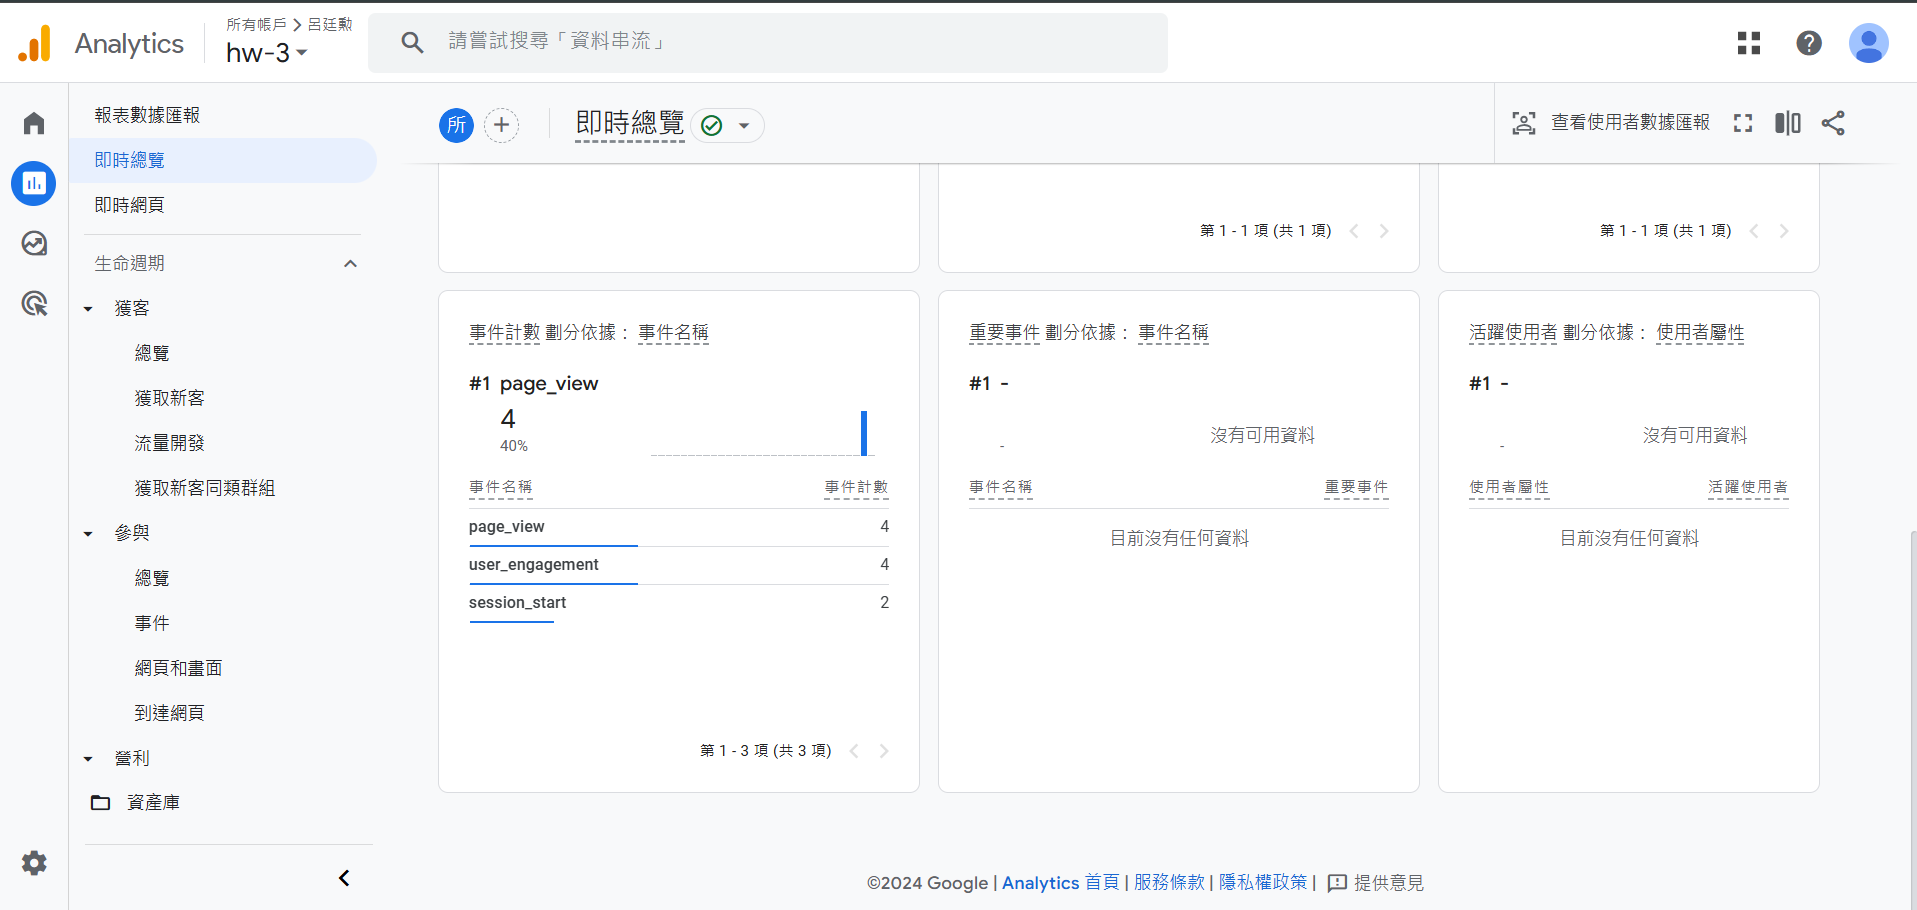 Analytics
所有帳戶 > 呂廷勳
hw-3
請嘗試搜尋「資料串流」
報表數據匯報
即時總覽
即時網頁
生命週期
獲客
總覽
獲取新客
流量開發
獲取新客同類群組
參與
總覽
事件
網頁和畫面
到達網頁
營利
資產庫
所
即時總覽
查看使用者數據匯報
第 1 - 1 項 (共 1 項)
第 1 - 1 項 (共 1 項)
事件計數 劃分依據： 事件名稱
#1 page_view
4
40%
事件名稱 事件計數
page_view 4
user_engagement 4
session_start 2
第 1 - 3 項 (共 3 項)
重要事件 劃分依據： 事件名稱
#1 -
-
沒有可用資料
事件名稱 重要事件
目前沒有任何資料
活躍使用者 劃分依據： 使用者屬性
#1 -
-
沒有可用資料
使用者屬性 活躍使用者
目前沒有任何資料
©2024 Google | Analytics 首頁 | 服務條款 | 隱私權政策 | 提供意見